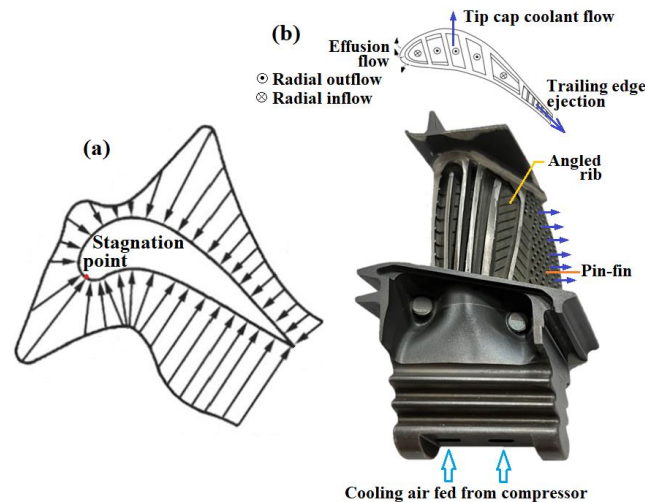 (a)
Stagnation
point
(b)
Tip cap coolant flow
Effusion
flow
⊙ Radial outflow
⊗ Radial inflow
Trailing edge
ejection
Angled
rib
Pin-fin
Cooling air fed from compressor